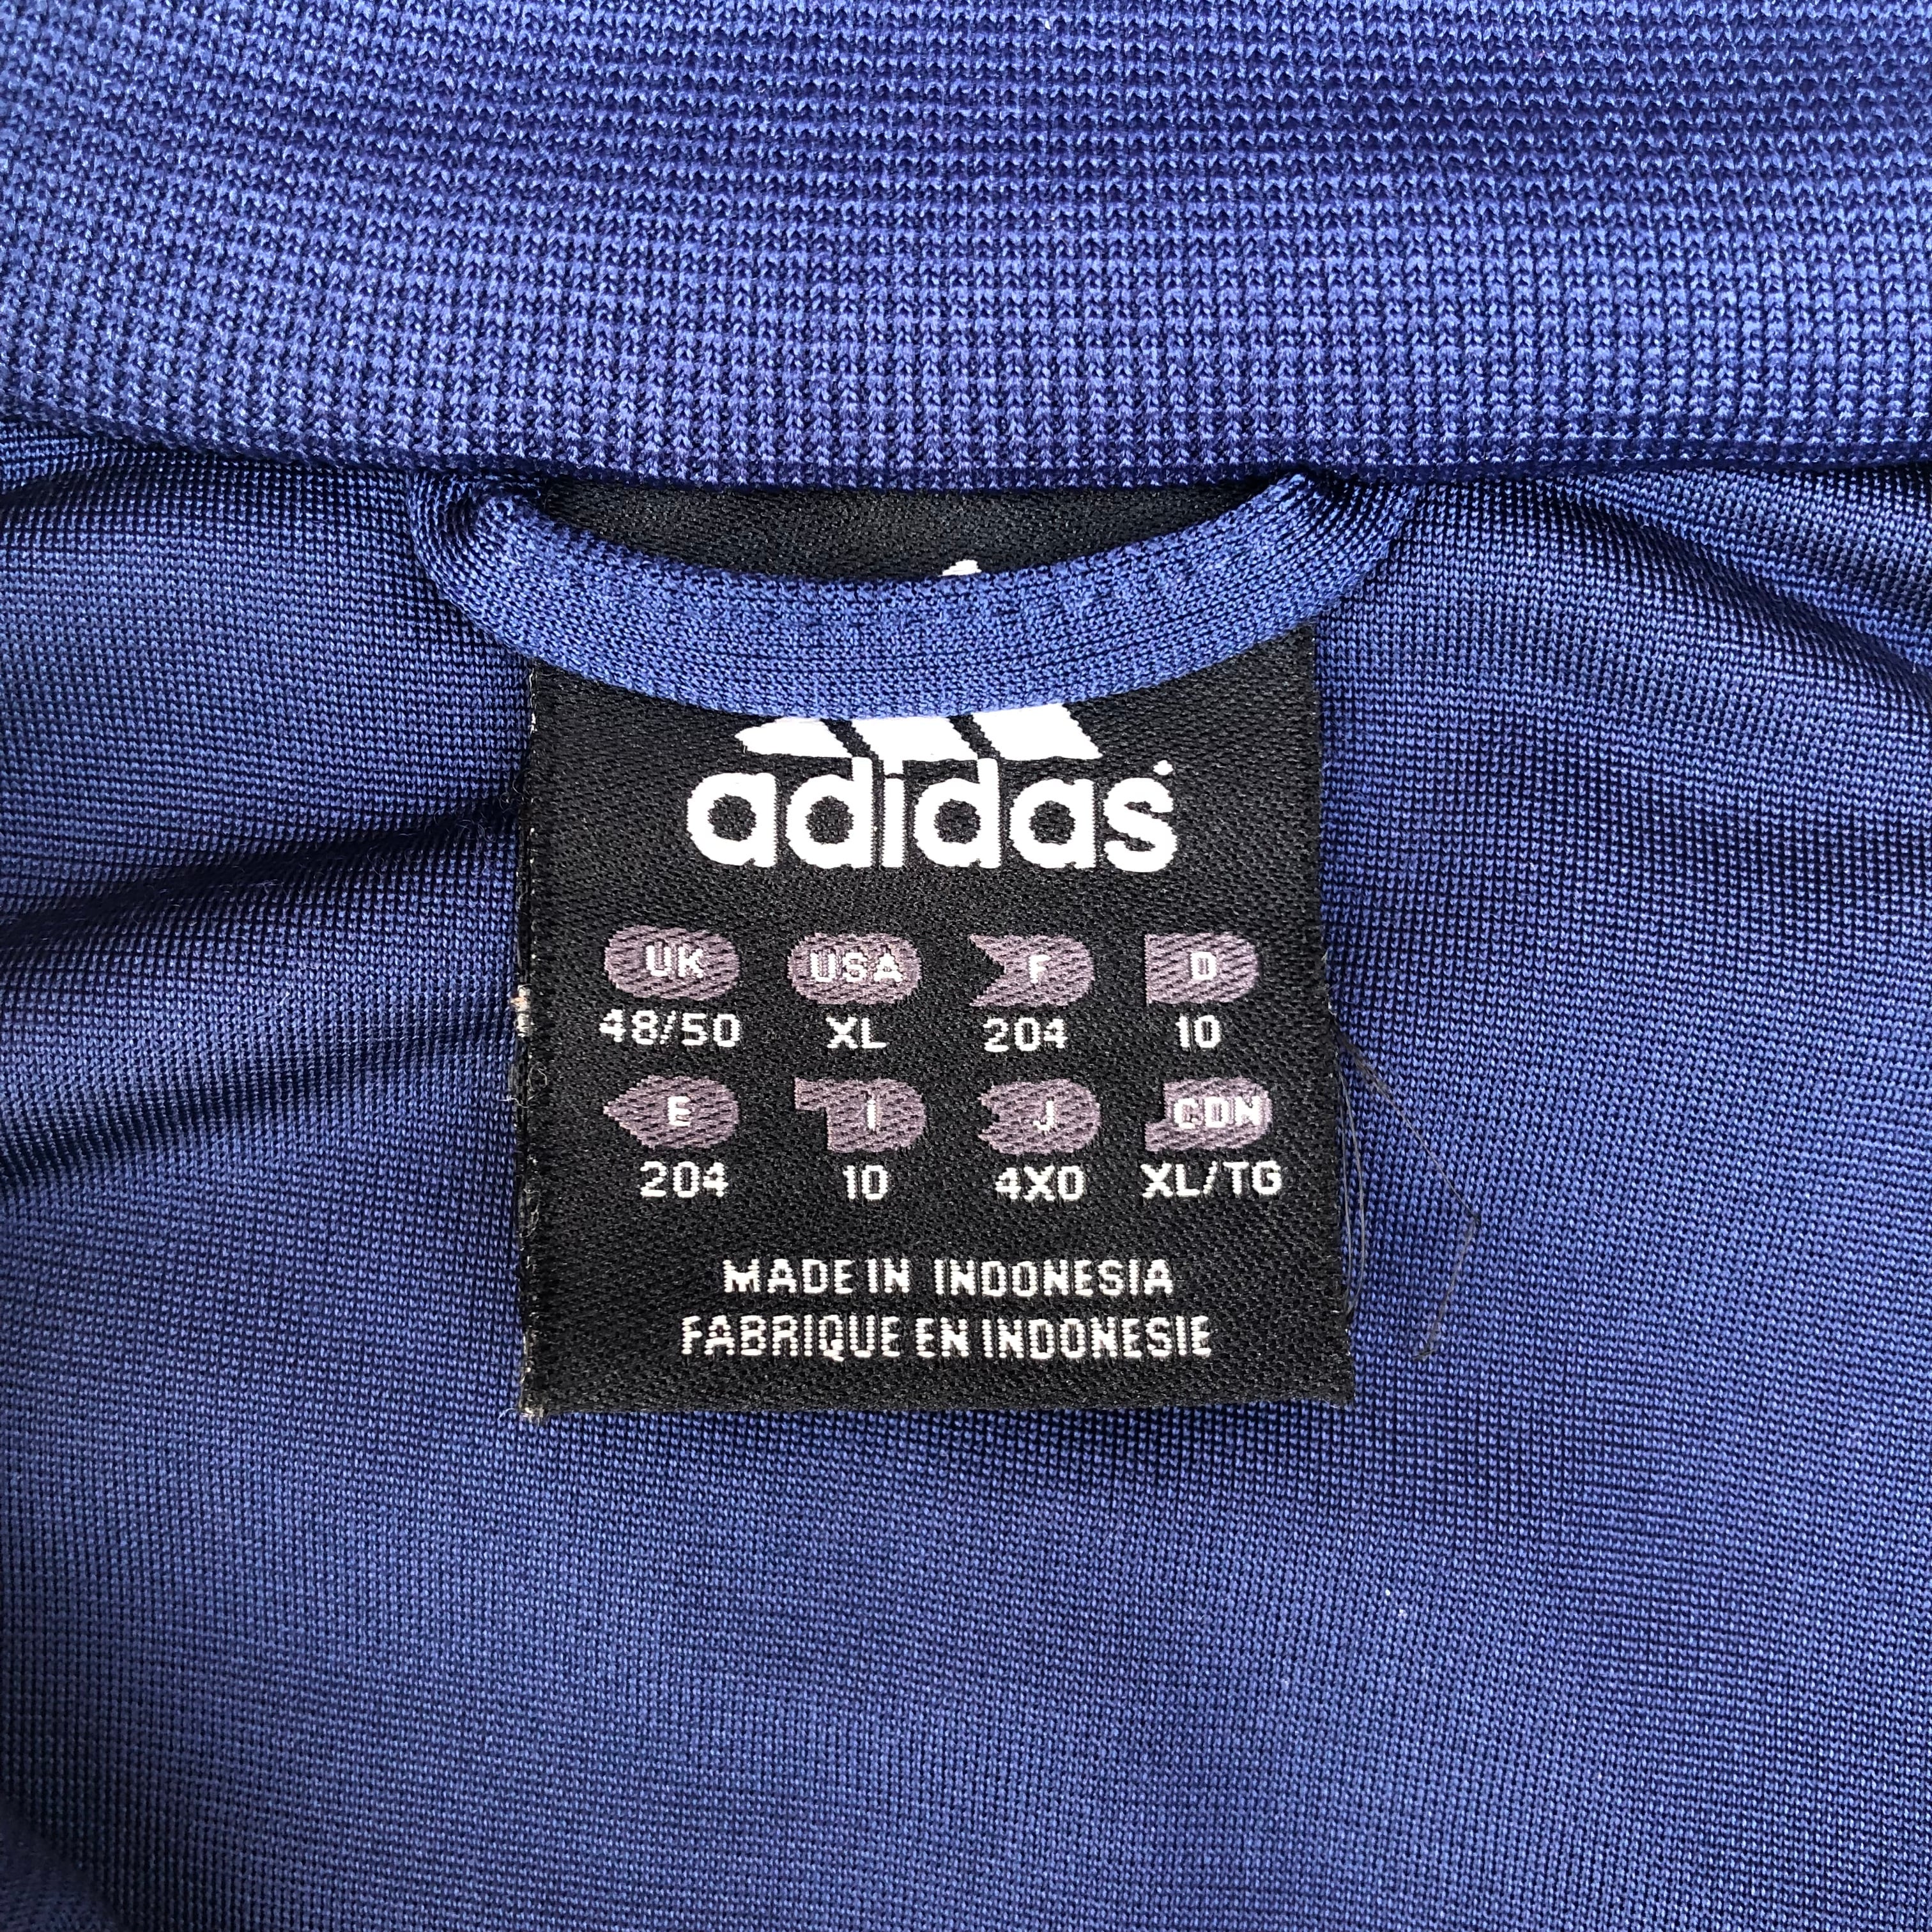 adidas
UK USA F D
48/50 XL 204 10
E I J CDN
204 10 4XO XL/TG
MADE IN INDONESIA
FABRIQUE EN INDONESIE